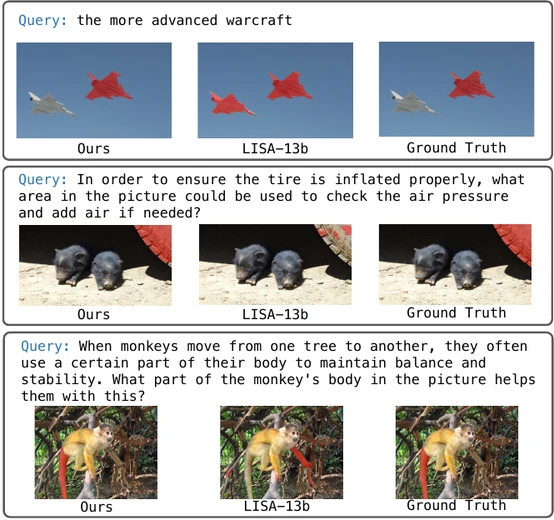 Query: the more advanced warcraft
Ours LISA-13b Ground Truth
Query: In order to ensure the tire is inflated properly, what
area in the picture could be used to check the air pressure
and add air if needed?
Ours LISA-13b Ground Truth
Query: When monkeys move from one tree to another, they often
use a certain part of their body to maintain balance and
stability. What part of the monkey's body in the picture helps
them with this?
Ours LISA-13b Ground Truth